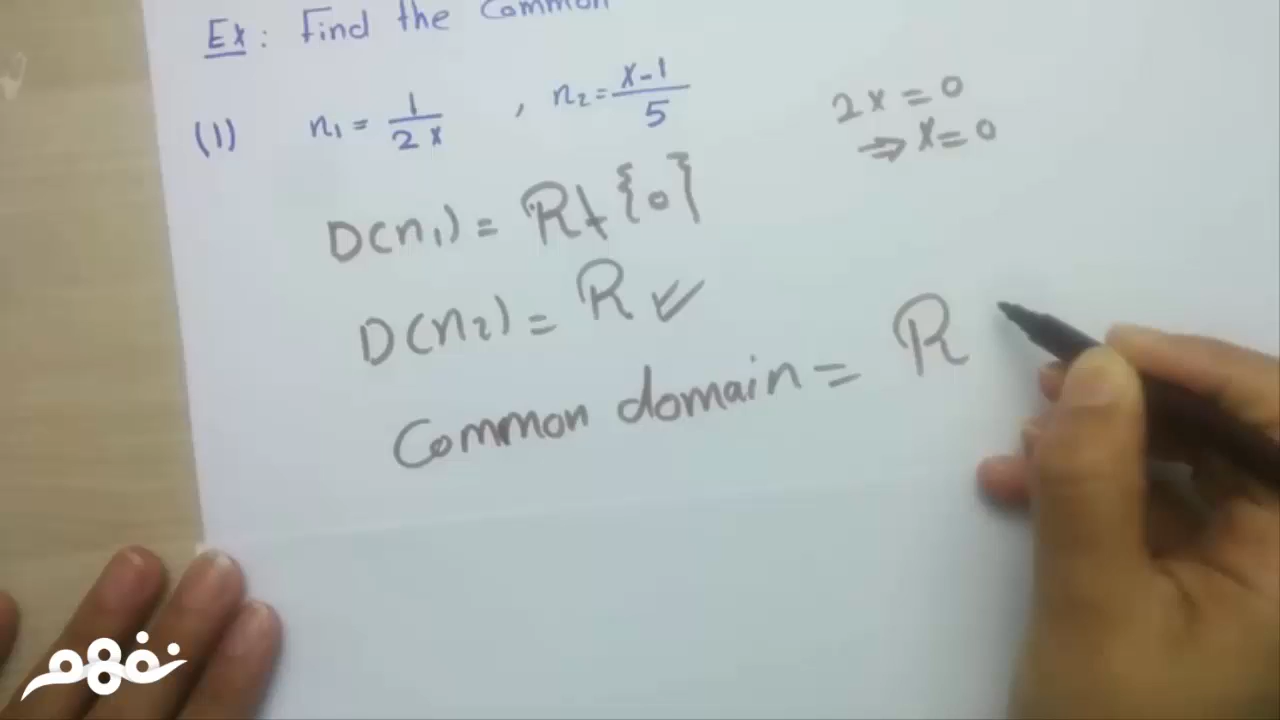 Ex: Find the Common
(1) n₁ = 1/2x , n₂ = x-1/5
2x = 0
⇒ x = 0
D(n₁) = R \ {0}
D(n₂) = R ✓
Common domain = R
نفهم